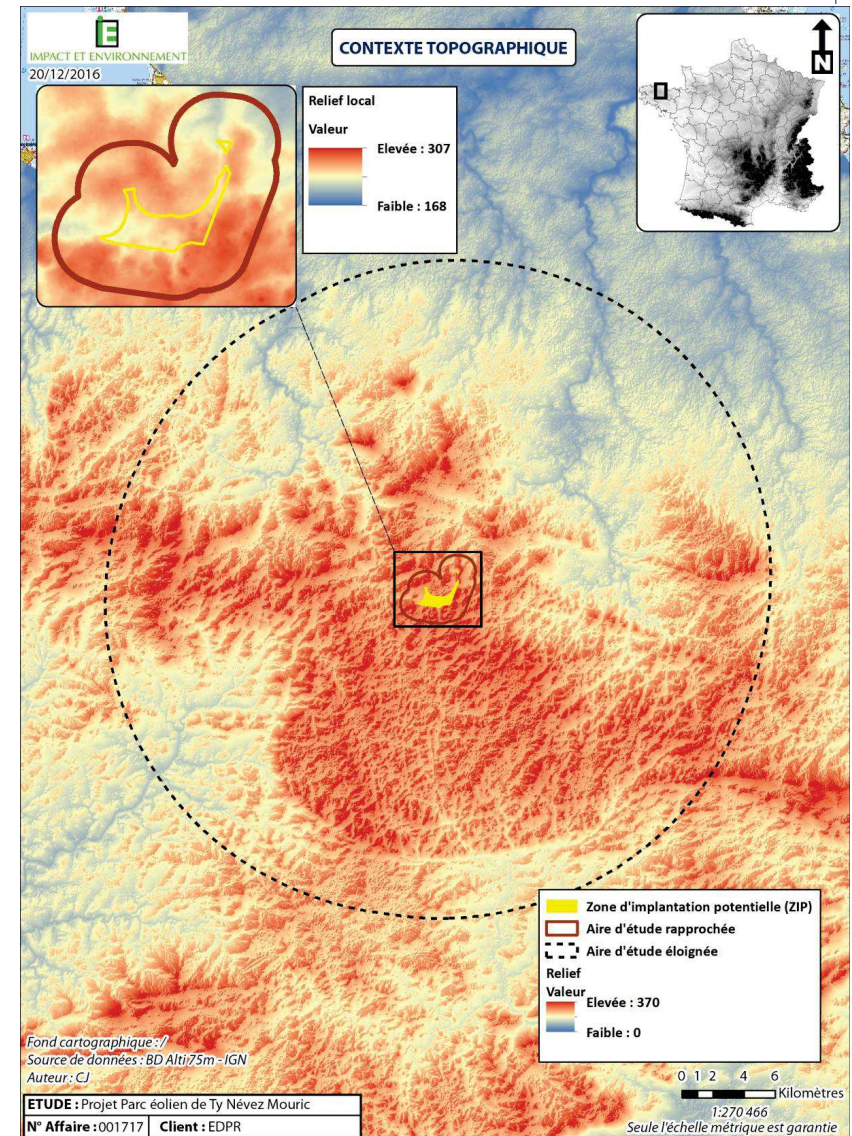 IE
IMPACT ET ENVIRONNEMENT
20/12/2016
CONTEXTE TOPOGRAPHIQUE
N
Relief local
Valeur
Elevée : 307
Faible : 168
Zone d'implantation potentielle (ZIP)
Aire d'étude rapprochée
Aire d'étude éloignée
Relief
Valeur
Elevée : 370
Faible : 0
Fond cartographique : /
Source de données : BD Alti 75m - IGN
Auteur : CJ
0 1 2 4 6
Kilomètres
1:270 466
Seule l'échelle métrique est garantie
ETUDE : Projet Parc éolien de Ty Névez Mouric
N° Affaire : 001717 Client : EDPR